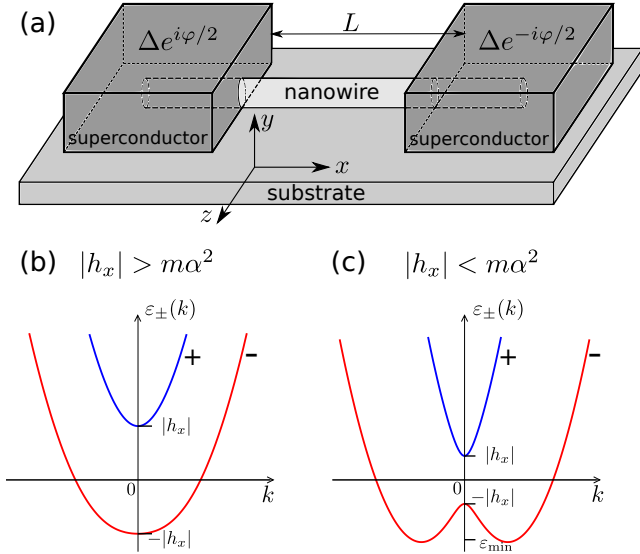 (a)
Δe^{iφ/2}
L
Δe^{-iφ/2}
nanowire
superconductor
y
superconductor
x
z
substrate
(b) |h_x| > mα²
(c) |h_x| < mα²
ε_±(k)
ε_±(k)
+
-
+
-
|h_x|
|h_x|
0
k
0
-|h_x|
k
-|h_x|
ε_min